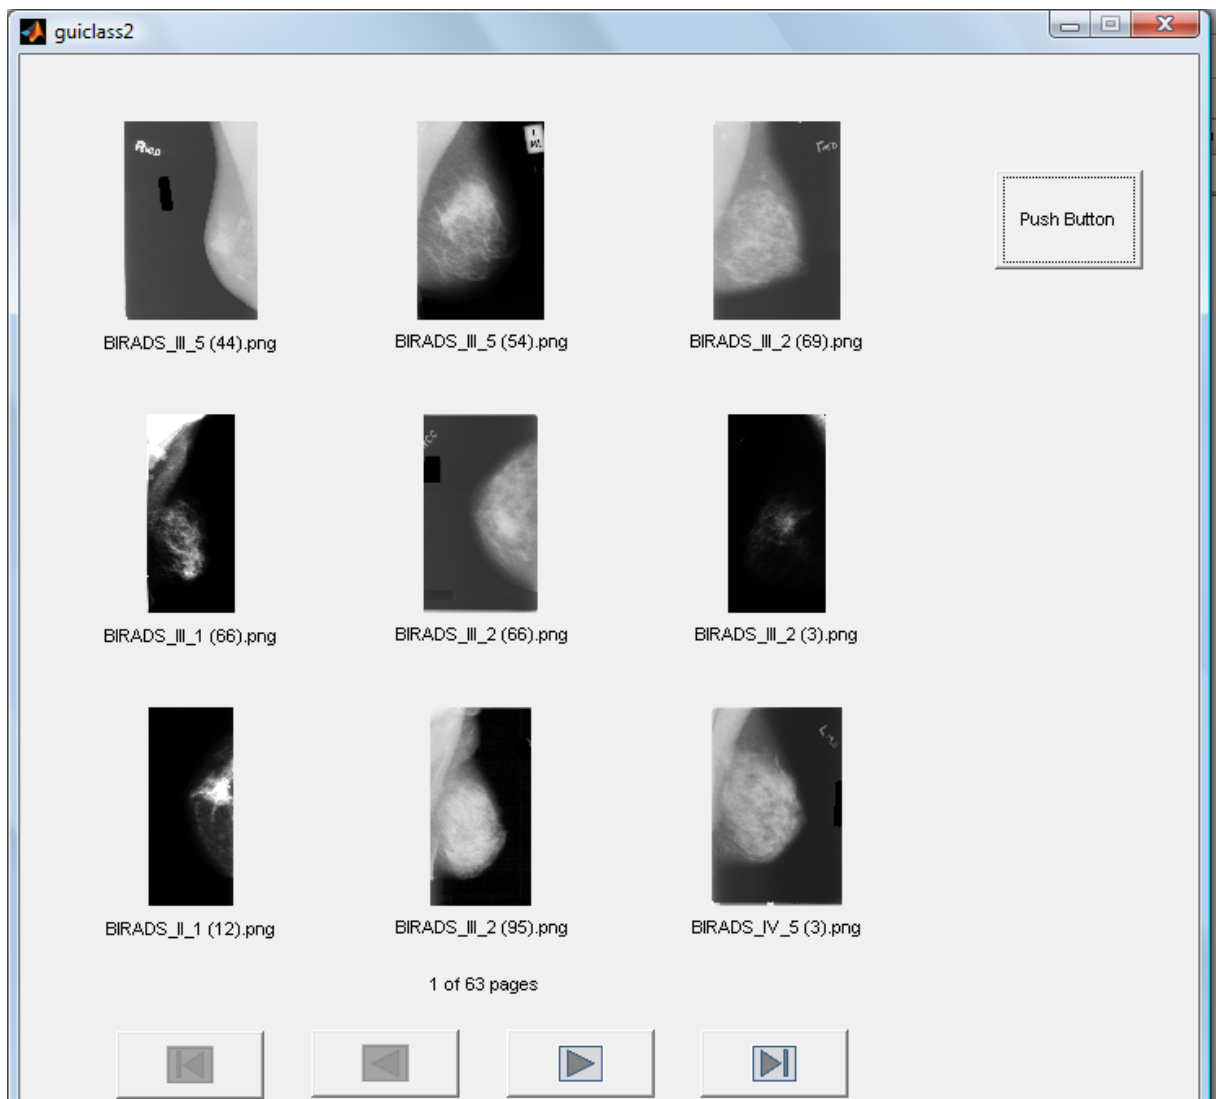 guiclass2
Push Button
BIRADS_III_5 (44).png
BIRADS_III_5 (54).png
BIRADS_III_2 (69).png
BIRADS_III_1 (66).png
BIRADS_III_2 (66).png
BIRADS_III_2 (3).png
BIRADS_II_1 (12).png
BIRADS_III_2 (95).png
BIRADS_IV_5 (3).png
1 of 63 pages